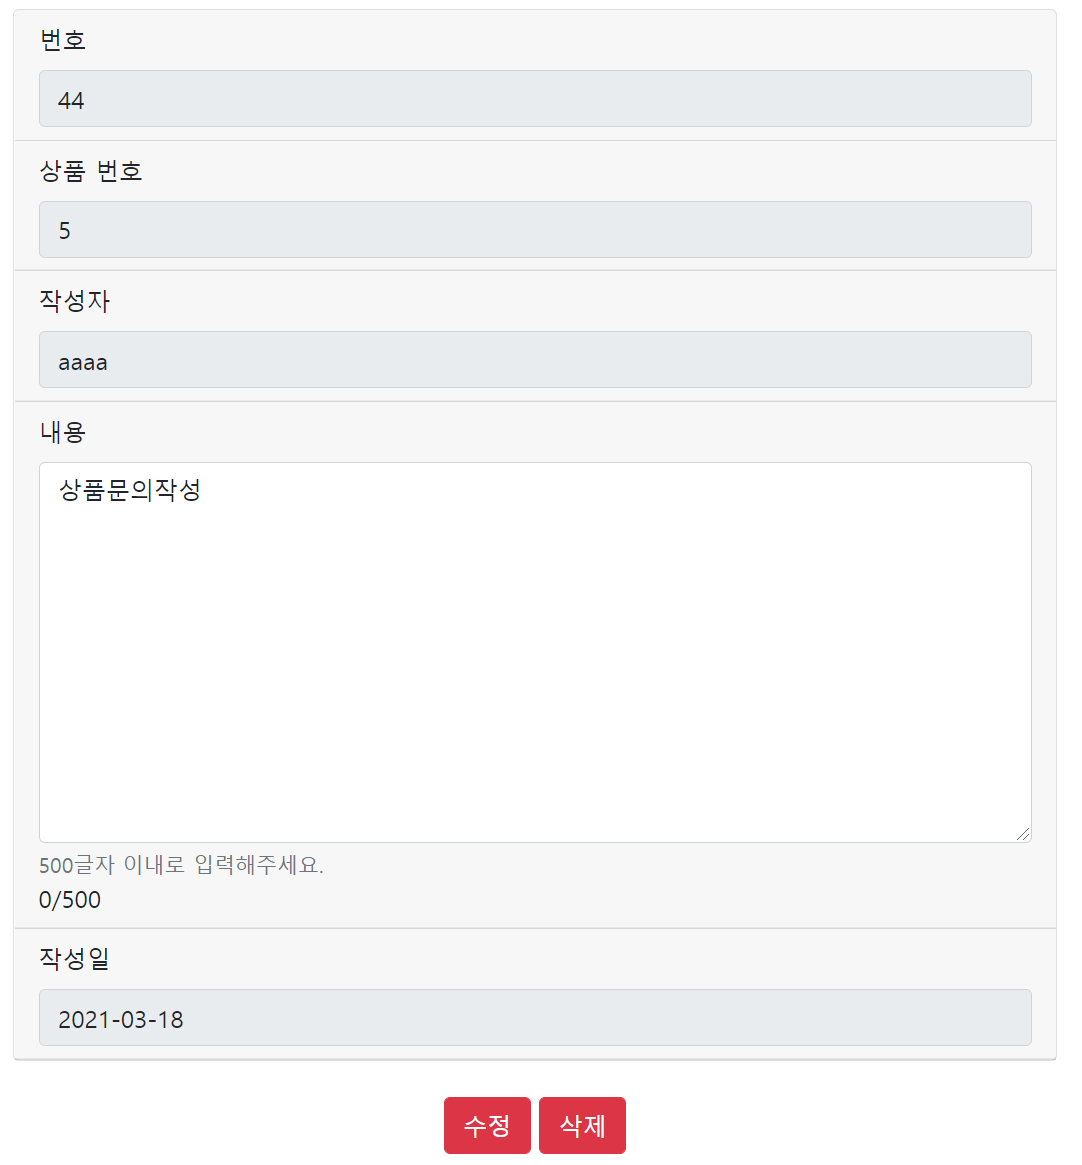 번호
44
상품 번호
5
작성자
aaaa
내용
상품문의작성
500글자 이내로 입력해주세요.
0/500
작성일
2021-03-18
수정 삭제